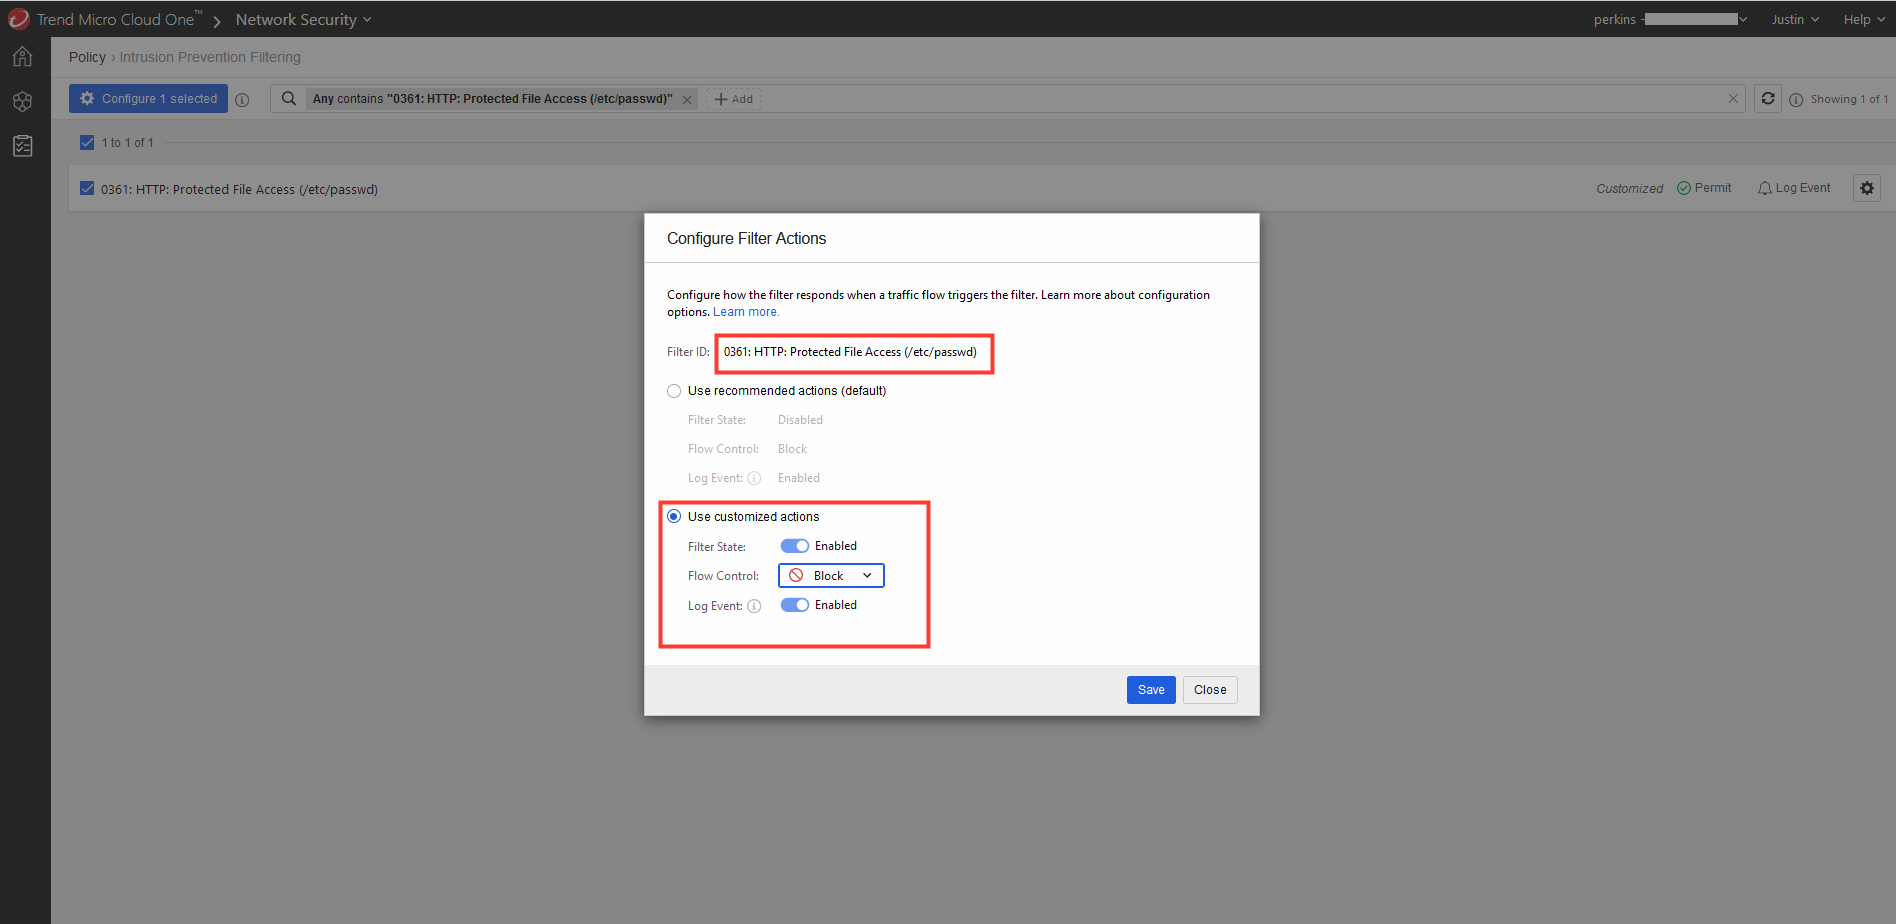 Trend Micro Cloud One™ Network Security perkins - Justin Help
Policy › Intrusion Prevention Filtering
Configure 1 selected Any contains "0361: HTTP: Protected File Access (/etc/passwd)" Add Showing 1 of 1
1 to 1 of 1
0361: HTTP: Protected File Access (/etc/passwd) Customized Permit Log Event
Configure Filter Actions
Configure how the filter responds when a traffic flow triggers the filter. Learn more about configuration
options. Learn more.
Filter ID: 0361: HTTP: Protected File Access (/etc/passwd)
Use recommended actions (default)
Filter State: Disabled
Flow Control: Block
Log Event: Enabled
Use customized actions
Filter State: Enabled
Flow Control: Block
Log Event: Enabled
Save Close